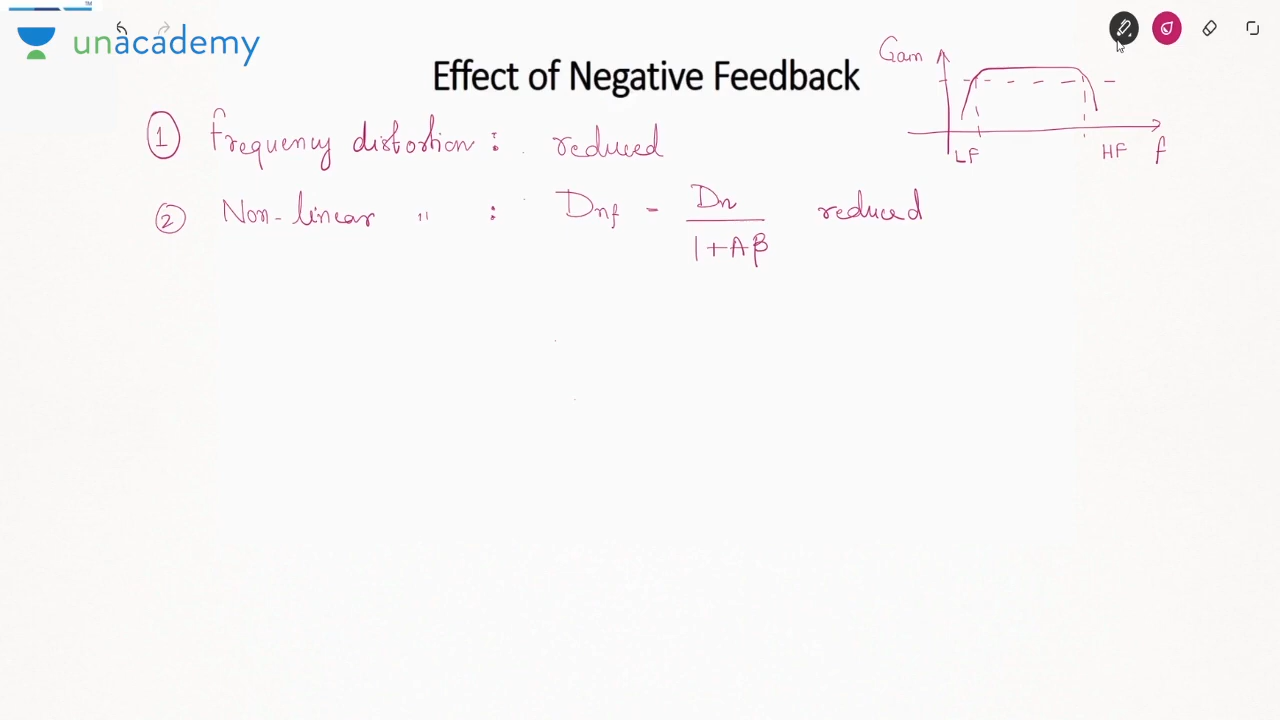 unacademy
Effect of Negative Feedback
Gain
LF HF f
① Frequency distortion : reduced
② Non-linear " : Dnf - Dn / 1+Aβ reduced